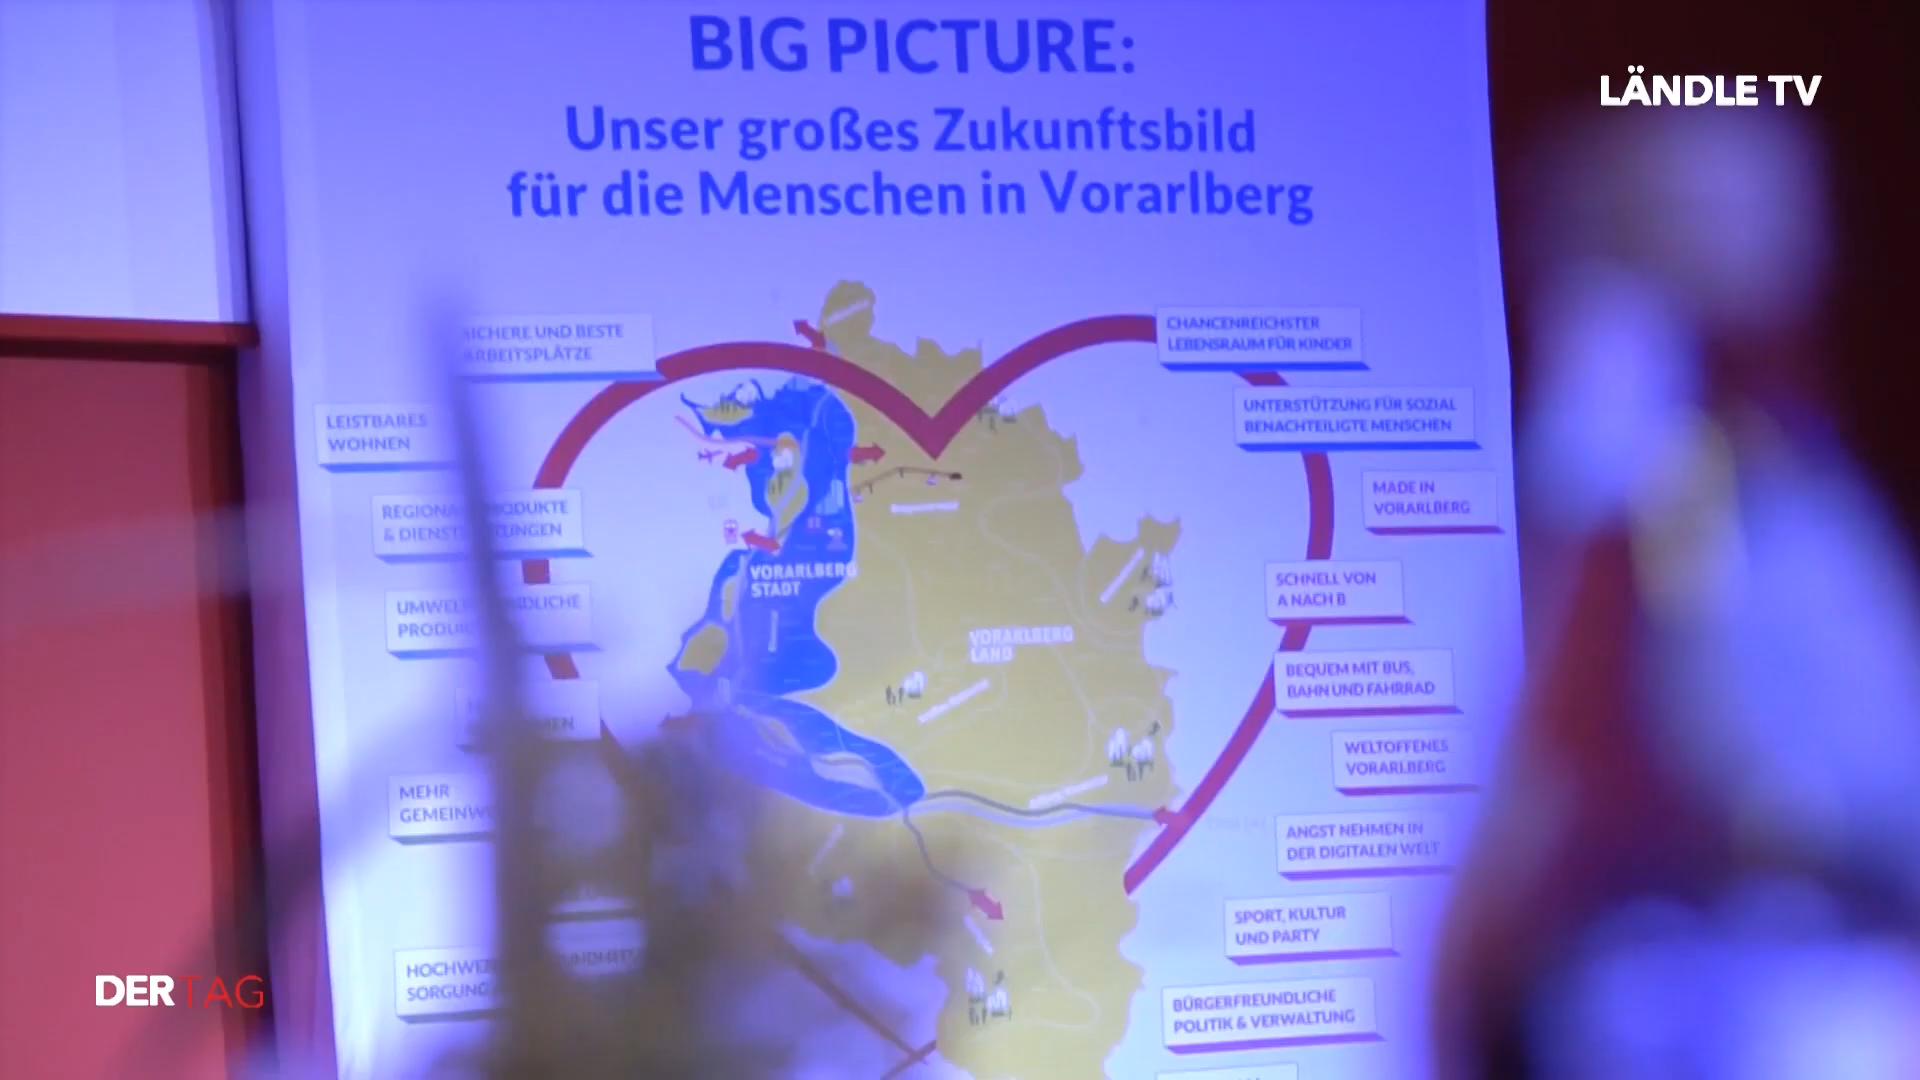 BIG PICTURE:
Unser großes Zukunftsbild
für die Menschen in Vorarlberg
LÄNDLE TV
SICHERE UND BESTE
ARBEITSPLÄTZE
CHANCENREICHSTER
LEBENSRAUM FÜR KINDER
LEISTBARES
WOHNEN
UNTERSTÜTZUNG FÜR SOZIAL
BENACHTEILIGTE MENSCHEN
MADE IN
VORARLBERG
VORARLBERG
STADT
SCHNELL VON
A NACH B
VORARLBERG
LAND
BEQUEM MIT BUS,
BAHN UND FAHRRAD
WELTOFFENES
VORARLBERG
MEHR
ANGST NEHMEN IN
DER DIGITALEN WELT
SPORT, KULTUR
UND PARTY
BÜRGERFREUNDLICHE
POLITIK & VERWALTUNG
DERTAG